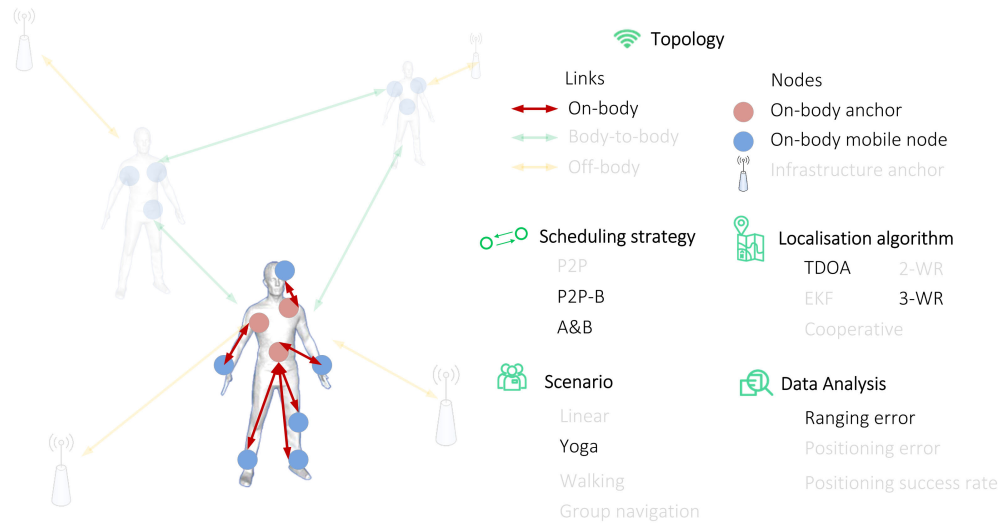 Topology
Links
On-body
Body-to-body
Off-body
Nodes
On-body anchor
On-body mobile node
Infrastructure anchor
Scheduling strategy
P2P
P2P-B
A&B
Localisation algorithm
TDOA 2-WR
EKF 3-WR
Cooperative
Scenario
Linear
Yoga
Walking
Group navigation
Data Analysis
Ranging error
Positioning error
Positioning success rate